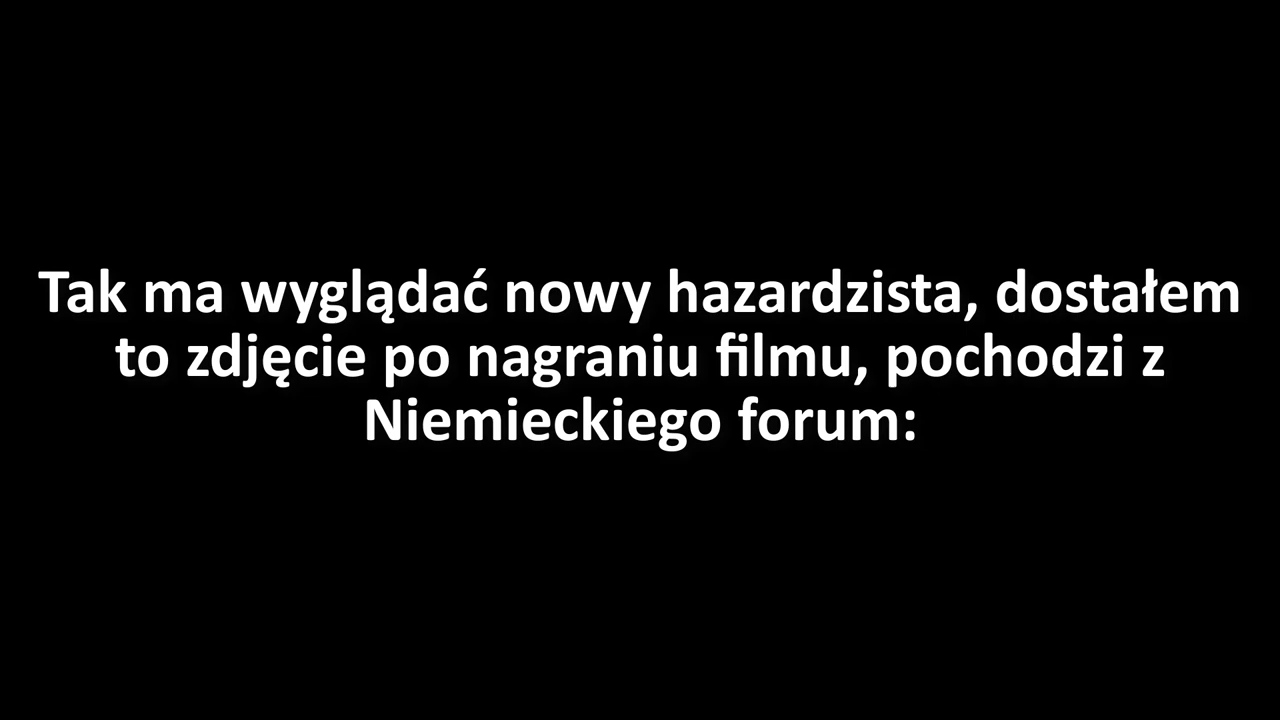 Tak ma wyglądać nowy hazardzista, dostałem
to zdjęcie po nagraniu filmu, pochodzi z
Niemieckiego forum: